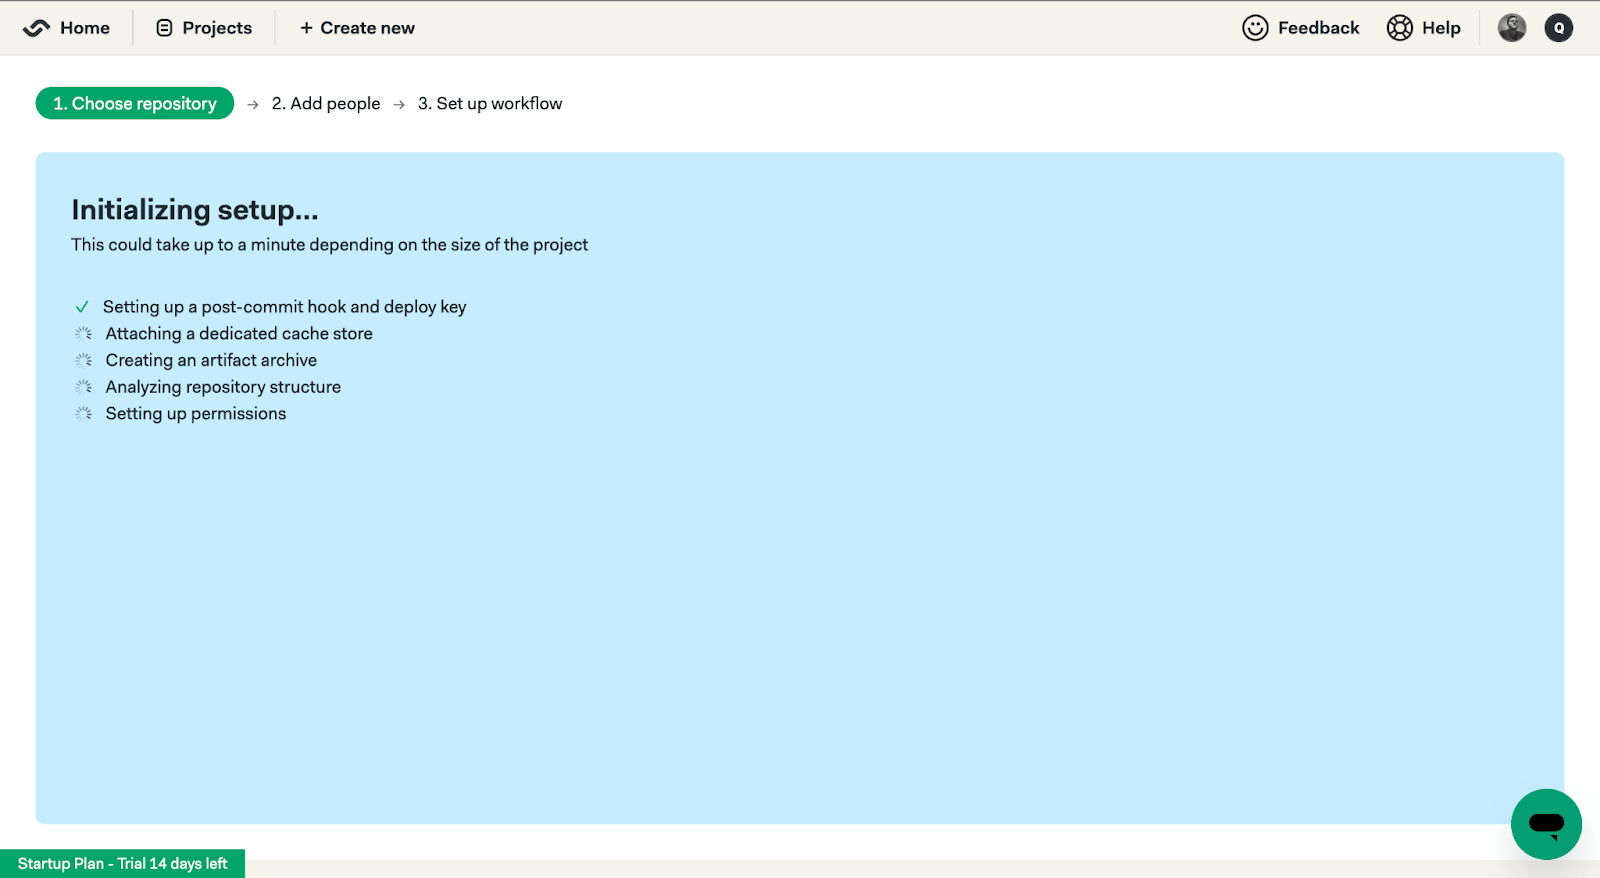 Home
Projects
+ Create new
Feedback
Help
Q
1. Choose repository → 2. Add people → 3. Set up workflow
Initializing setup...
This could take up to a minute depending on the size of the project
Setting up a post-commit hook and deploy key
Attaching a dedicated cache store
Creating an artifact archive
Analyzing repository structure
Setting up permissions
Startup Plan - Trial 14 days left